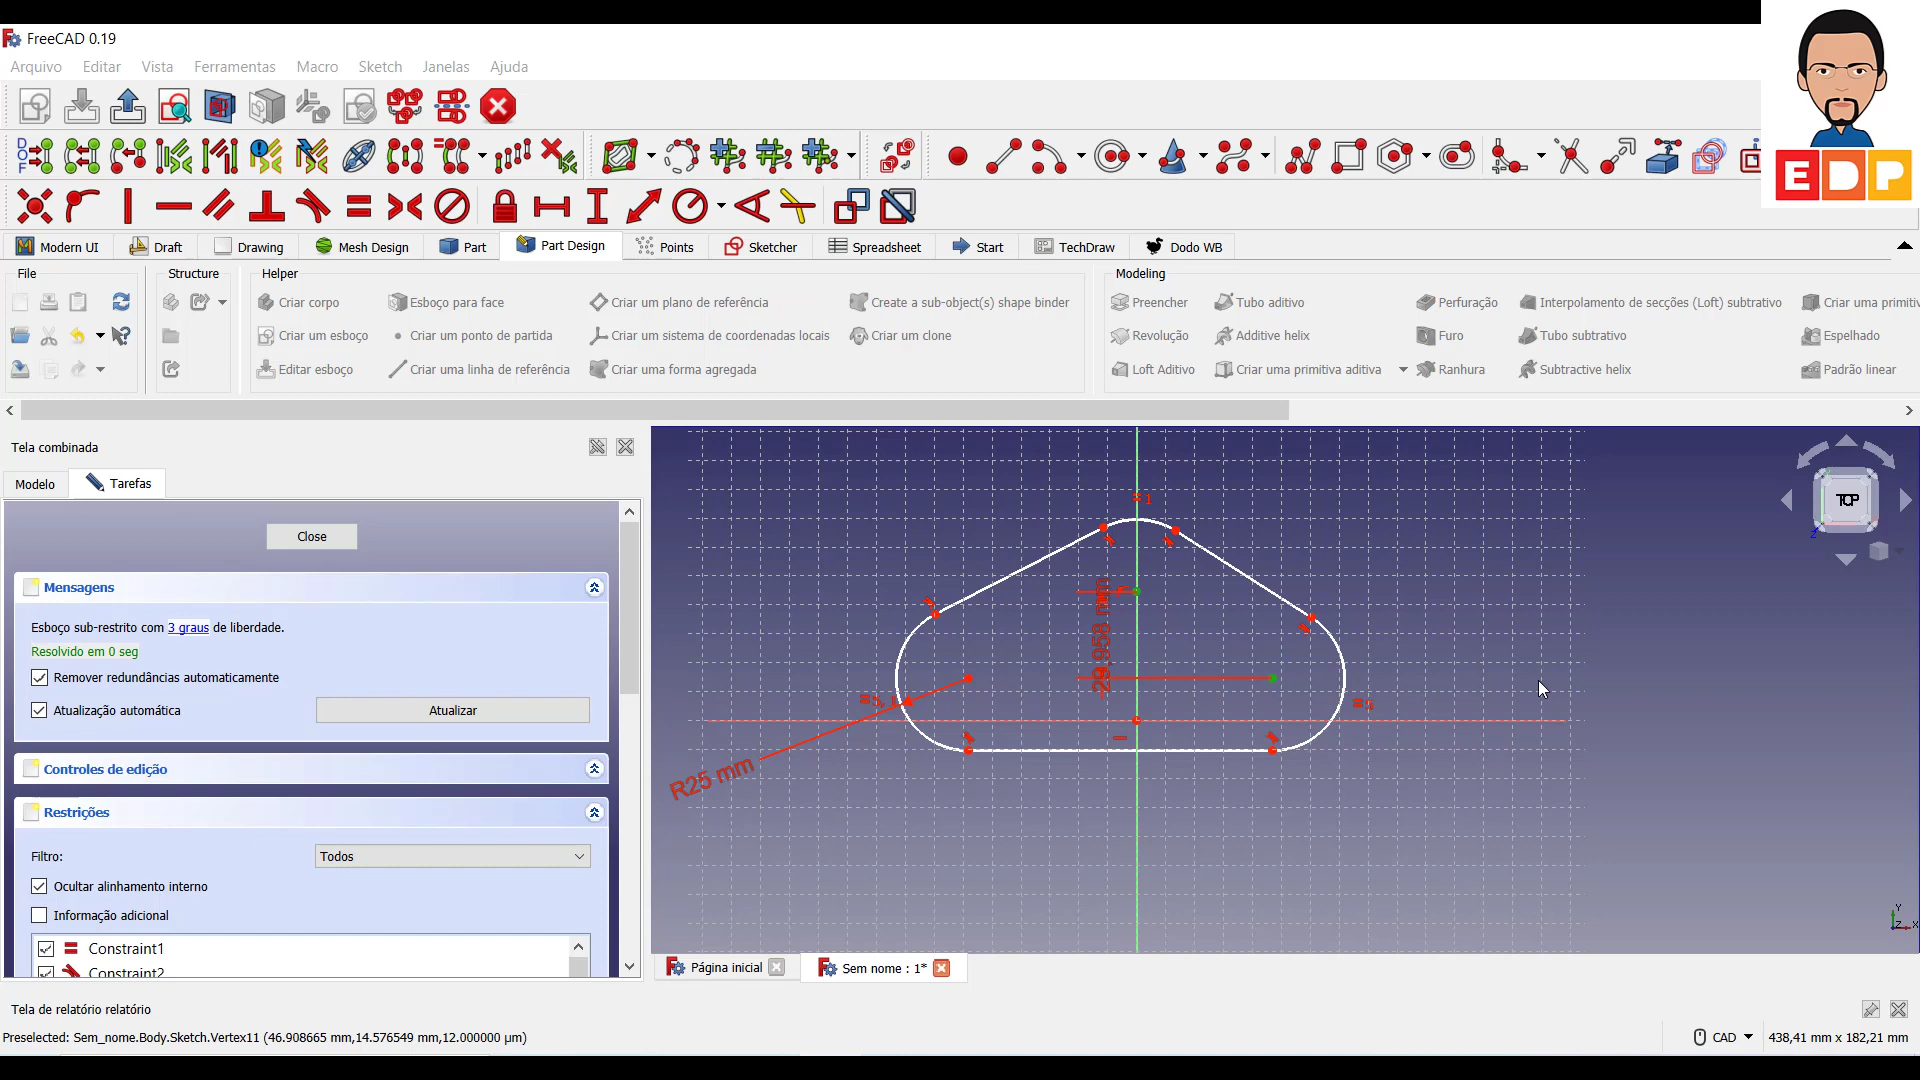 FreeCAD 0.19
Arquivo Editar Vista Ferramentas Macro Sketch Janelas Ajuda
EDP
Modern UI Draft Drawing Mesh Design Part Part Design Points Sketcher Spreadsheet Start TechDraw Dodo WB
File Structure Helper Modeling
Criar corpo Esboço para face Criar um plano de referência Create a sub-object(s) shape binder Preencher Tubo aditivo Perfuração Interpolamento de secções (Loft) subtrativo Criar uma primitiv
Criar um esboço Criar um ponto de partida Criar um sistema de coordenadas locais Criar um clone Revolução Additive helix Furo Tubo subtrativo Espelhado
Editar esboço Criar uma linha de referência Criar uma forma agregada Loft Aditivo Criar uma primitiva aditiva Ranhura Subtractive helix Padrão linear
Tela combinada
Modelo Tarefas
TOP
Close
Mensagens
Esboço sub-restrito com 3 graus de liberdade.
Resolvido em 0 seg
Remover redundâncias automaticamente
Atualização automática Atualizar
Controles de edição
Restrições
Filtro: Todos
Ocultar alinhamento interno
Informação adicional
Constraint1
Constraint2
1
29,958 mm
R25 mm
Y
Z X
Página inicial Sem nome : 1*
Tela de relatório relatório
Preselected: Sem_nome.Body.Sketch.Vertex11 (46.908665 mm,14.576549 mm,12.000000 µm) CAD 438,41 mm x 182,21 mm